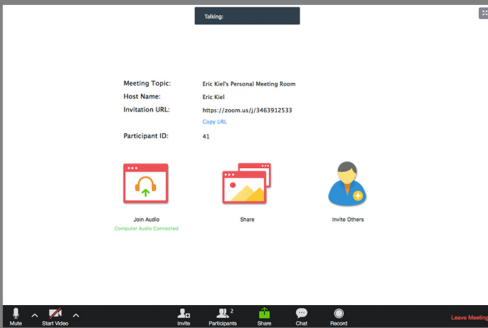 Talking:
Meeting Topic: Eric Kiel's Personal Meeting Room
Host Name: Eric Kiel
Invitation URL: https://zoom.us/j/3463912533
Copy URL
Participant ID: 41
Join Audio Share Invite Others
Computer Audio Connected
2
Mute Start Video Invite Participants Share Chat Record Leave Meeting